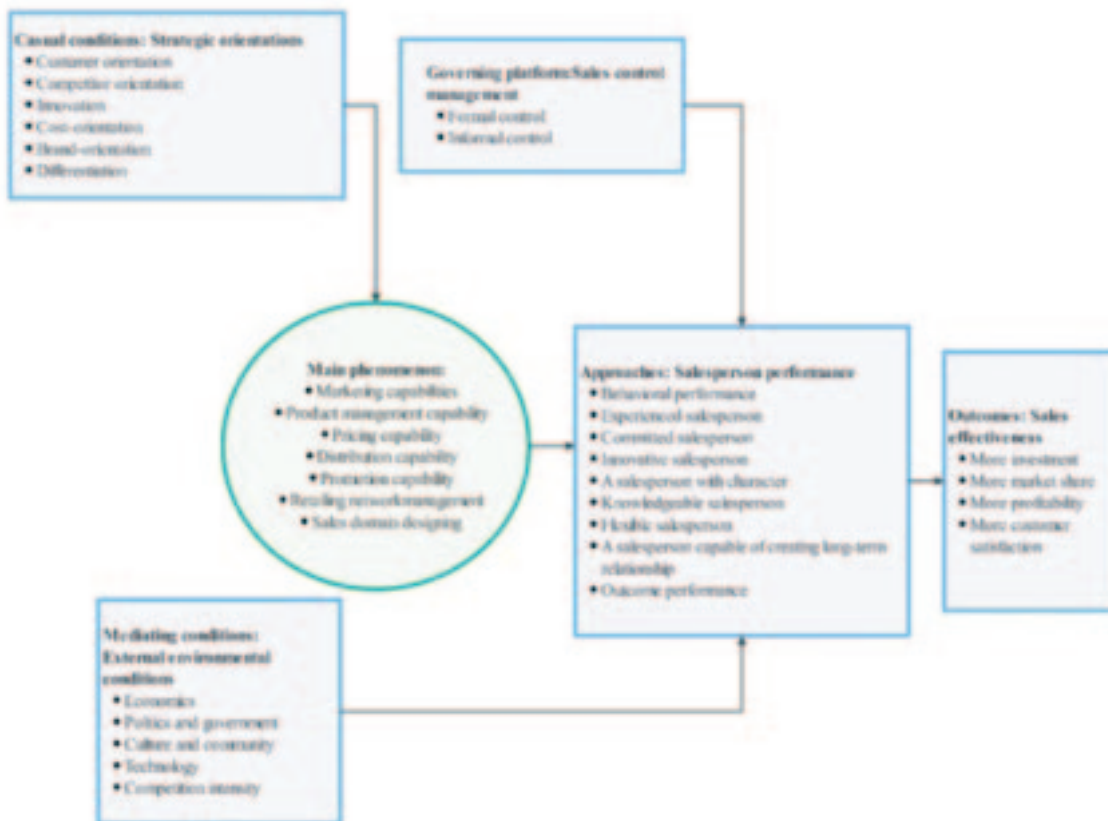 Casual conditions: Strategic orientations
Customer orientation
Competitor orientation
Innovation
Cost-orientation
Brand-orientation
Differentiation
Governing platform:Sales control
management
Formal control
Informal control
Main phenomenon:
Marketing capabilities
Product management capability
Pricing capability
Distribution capability
Promotion capability
network management
Sales domain designing
Approaches: Salesperson performance
Behavioral performance
Experienced salesperson
Committed salesperson
Innovative salesperson
A salesperson with character
Knowledgeable salesperson
Flexible salesperson
A salesperson capable of creating long-term
relationship
Outcome performance
Outcomes: Sales
effectiveness
More investment
More market share
More profitability
More customer
satisfaction
Mediating conditions:
External environmental
conditions
Economics
Politics and government
Culture and community
Technology
Competition intensity